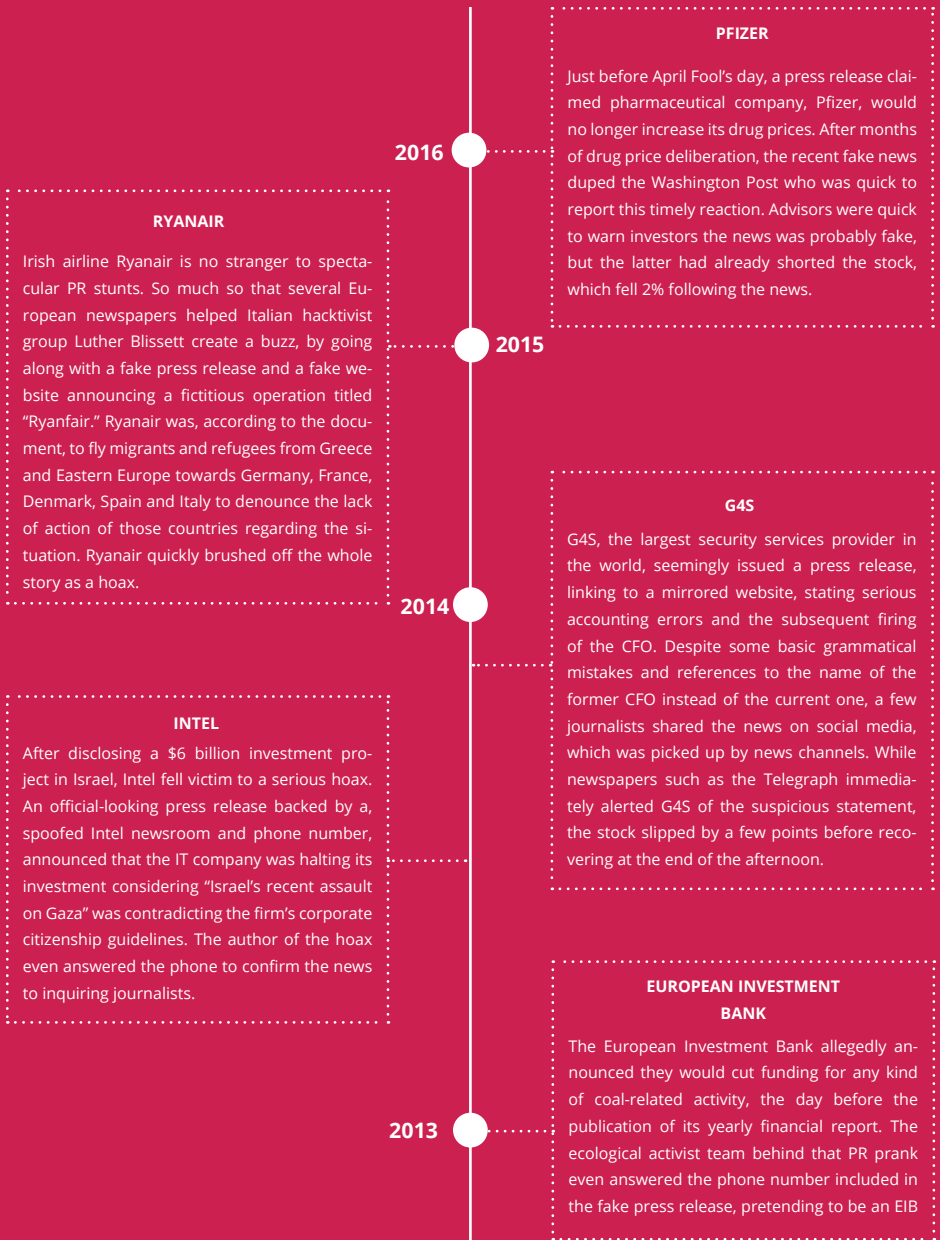 PFIZER
Just before April Fool's day, a press release clai-
med pharmaceutical company, Pfizer, would
no longer increase its drug prices. After months
of drug price deliberation, the recent fake news
duped the Washington Post who was quick to
report this timely reaction. Advisors were quick
to warn investors the news was probably fake,
but the latter had already shorted the stock,
which fell 2% following the news.
2016
RYANAIR
Irish airline Ryanair is no stranger to specta-
cular PR stunts. So much so that several Eu-
ropean newspapers helped Italian hacktivist
group Luther Blissett create a buzz, by going
along with a fake press release and a fake we-
bsite announcing a fictitious operation titled
“Ryanfair.” Ryanair was, according to the docu-
ment, to fly migrants and refugees from Greece
and Eastern Europe towards Germany, France,
Denmark, Spain and Italy to denounce the lack
of action of those countries regarding the si-
tuation. Ryanair quickly brushed off the whole
story as a hoax.
2015
G4S
G4S, the largest security services provider in
the world, seemingly issued a press release,
linking to a mirrored website, stating serious
accounting errors and the subsequent firing
of the CFO. Despite some basic grammatical
mistakes and references to the name of the
former CFO instead of the current one, a few
journalists shared the news on social media,
which was picked up by news channels. While
newspapers such as the Telegraph immedia-
tely alerted G4S of the suspicious statement,
the stock slipped by a few points before reco-
vering at the end of the afternoon.
2014
INTEL
After disclosing a $6 billion investment pro-
ject in Israel, Intel fell victim to a serious hoax.
An official-looking press release backed by a,
spoofed Intel newsroom and phone number,
announced that the IT company was halting its
investment considering “Israel’s recent assault
on Gaza” was contradicting the firm’s corporate
citizenship guidelines. The author of the hoax
even answered the phone to confirm the news
to inquiring journalists.
EUROPEAN INVESTMENT
BANK
The European Investment Bank allegedly an-
nounced they would cut funding for any kind
of coal-related activity, the day before the
publication of its yearly financial report. The
ecological activist team behind that PR prank
even answered the phone number included in
the fake press release, pretending to be an EIB
2013